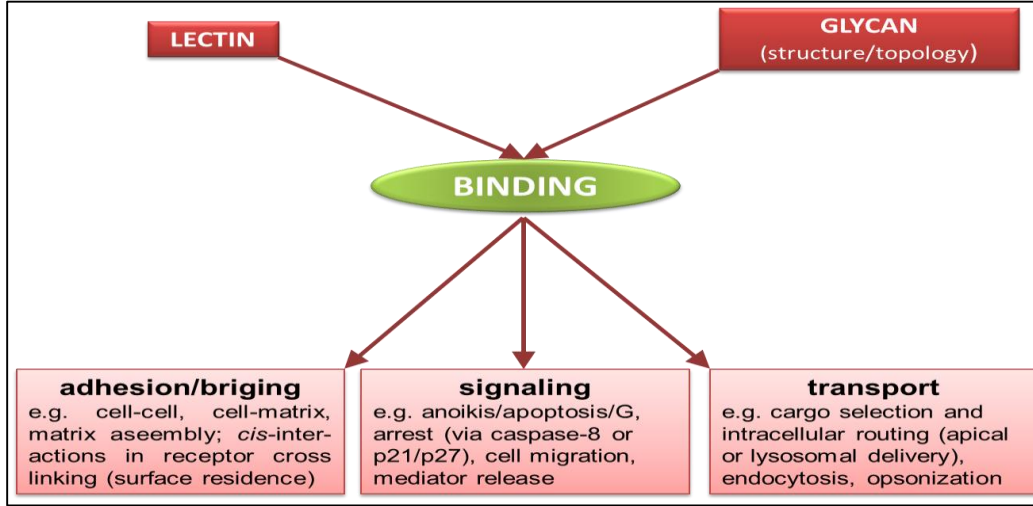 LECTIN
GLYCAN
(structure/topology)
BINDING
adhesion/briging
e.g. cell-cell, cell-matrix,
matrix aseembly; cis-inter-
actions in receptor cross
linking (surface residence)
signaling
e.g. anoikis/apoptosis/G,
arrest (via caspase-8 or
p21/p27), cell migration,
mediator release
transport
e.g. cargo selection and
intracellular routing (apical
or lysosomal delivery),
endocytosis, opsonization